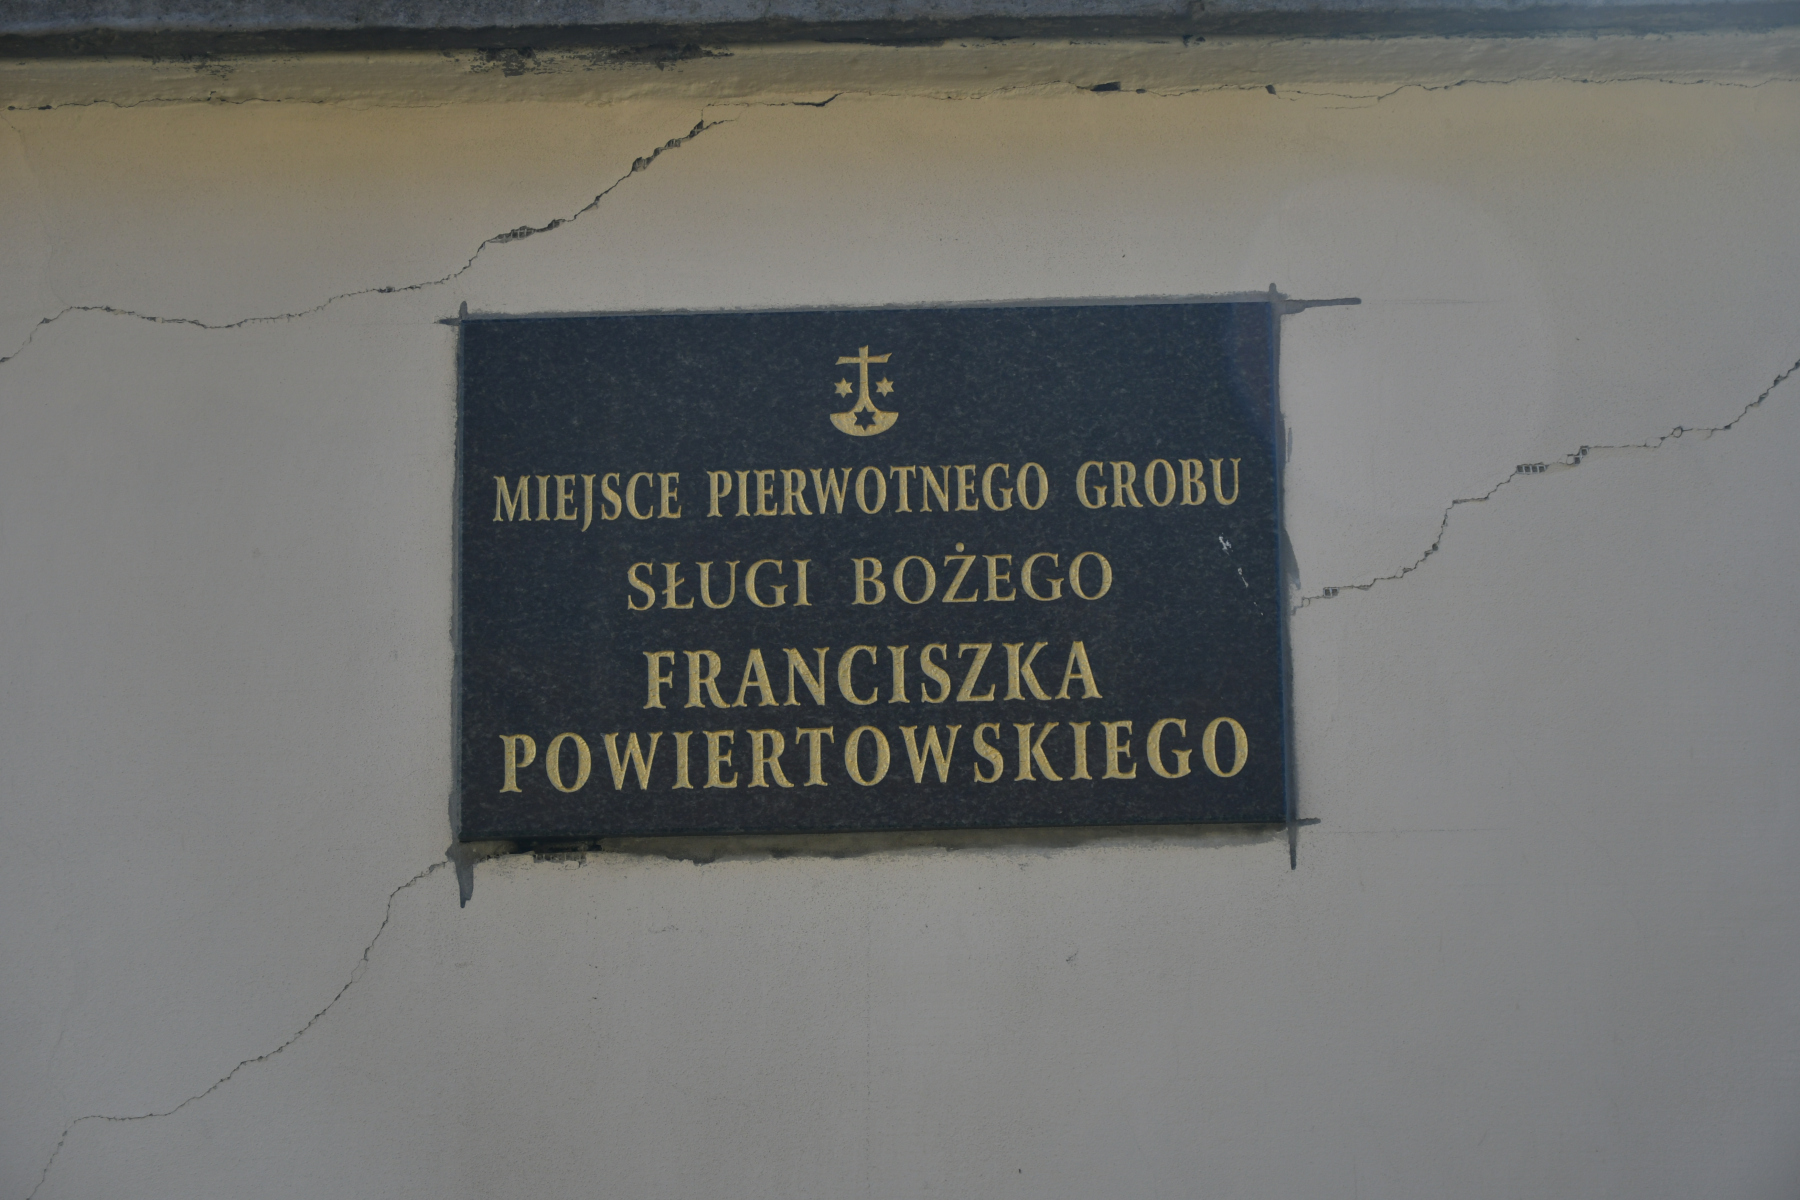 MIEJSCE PIERWOTNEGO GROBU
SŁUGI BOŻEGO
FRANCISZKA
POWIERTOWSKIEGO